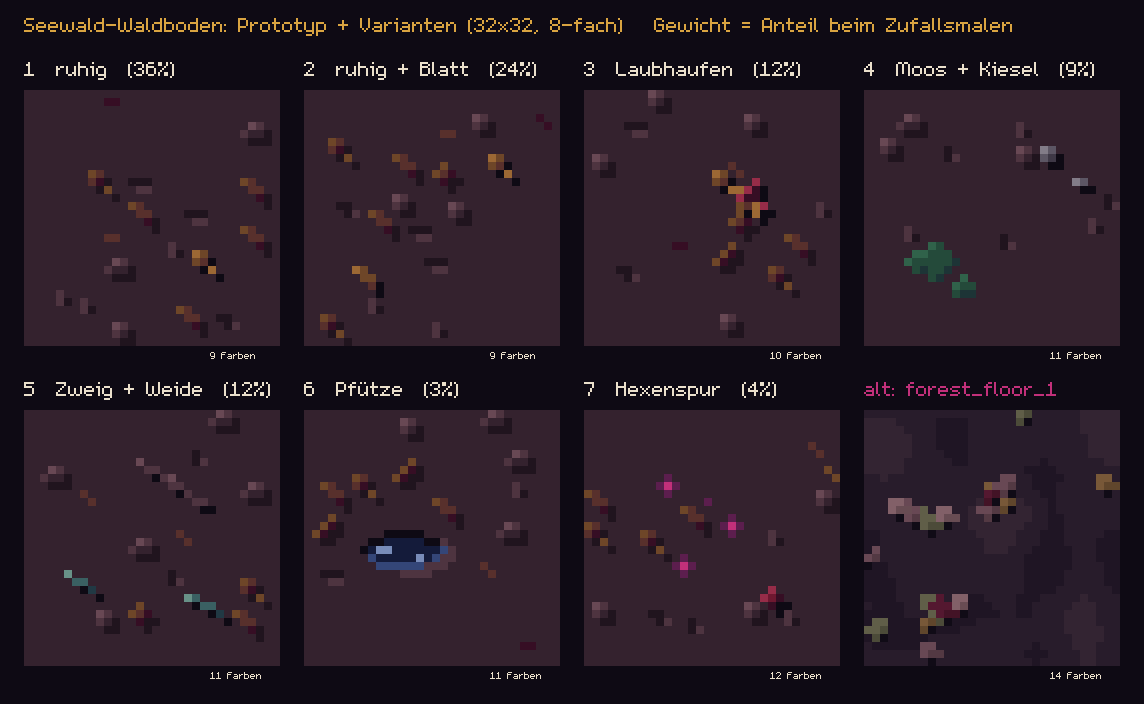 Seewald-Waldboden: Prototyp + Varianten (32x32, 8-fach)    Gewicht = Anteil beim Zufallsmalen
1  ruhig  (36%)
2  ruhig + Blatt  (24%)
3  Laubhaufen  (12%)
4  Moos + Kiesel  (9%)
9 Farben
9 Farben
10 Farben
11 Farben
5  Zweig + Weide  (12%)
6  Pfütze  (3%)
7  Hexenspur  (4%)
alt: forest_floor_1
11 Farben
11 Farben
12 Farben
14 Farben